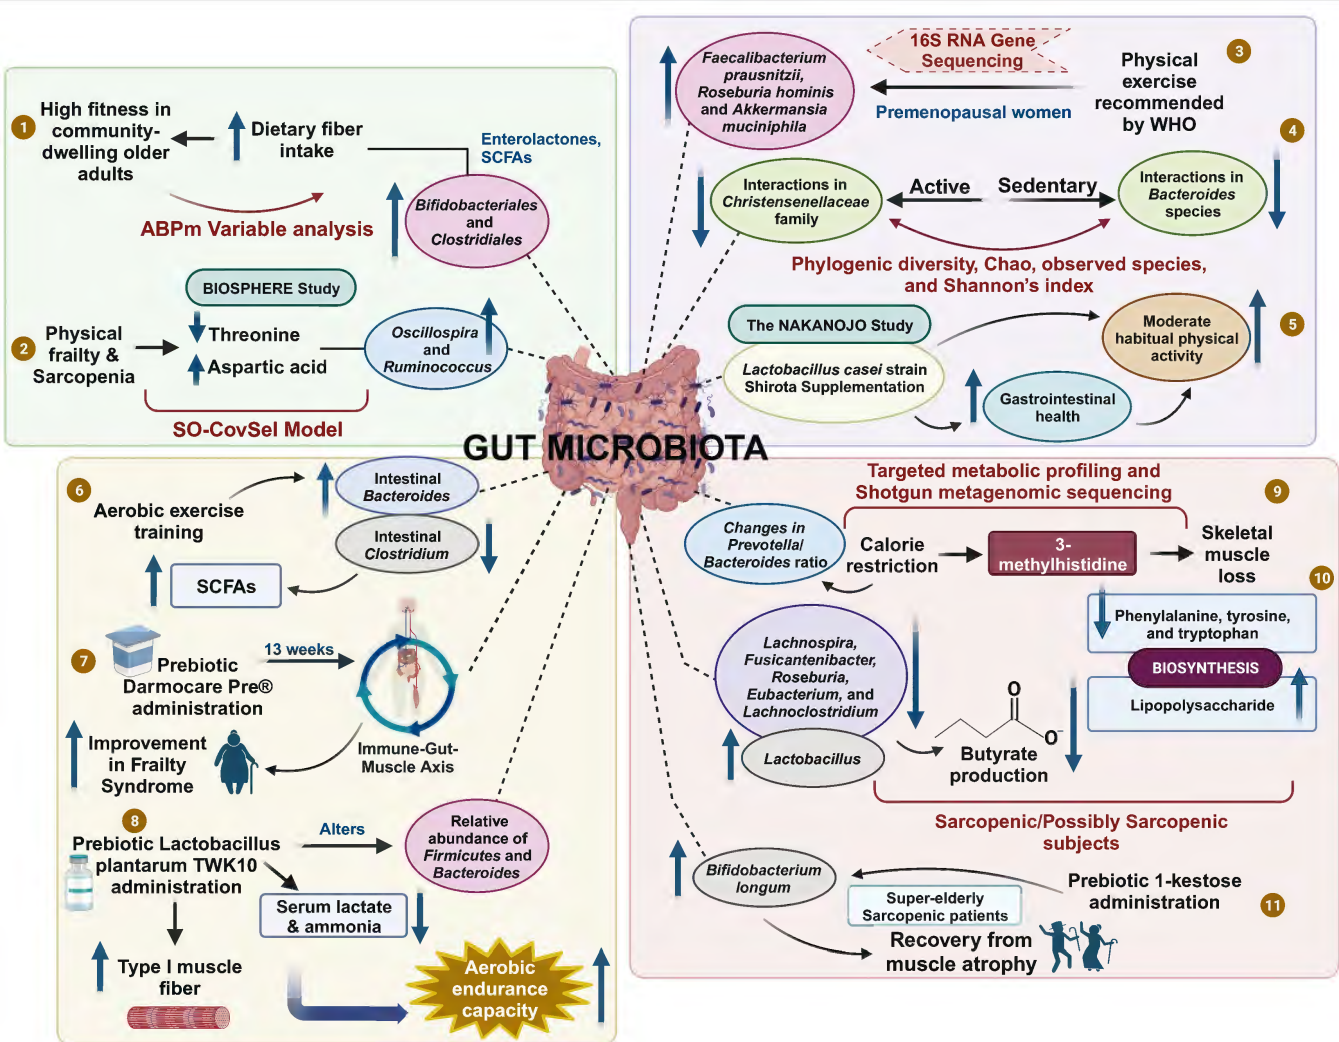 1
High fitness in
community-
dwelling older
adults
Dietary fiber
intake
Enterolactones,
SCFAs
Bifidobacteriales
and
Clostridiales
ABPm Variable analysis
BIOSPHERE Study
2
Physical
frailty &
Sarcopenia
Threonine
Aspartic acid
Oscillospira
and
Ruminococcus
SO-CovSel Model
3
Faecalibacterium
prausnitzii,
Roseburia hominis
and Akkermansia
muciniphila
16S RNA Gene
Sequencing
Premenopausal women
Physical
exercise
recommended
by WHO
4
Interactions in
Christensenellaceae
family
Active
Sedentary
Interactions in
Bacteroides
species
Phylogenic diversity, Chao, observed species,
and Shannon's index
5
The NAKANOJO Study
Lactobacillus casei strain
Shirota Supplementation
Moderate
habitual physical
activity
Gastrointestinal
health
GUT MICROBIOTA
6
Aerobic exercise
training
Intestinal
Bacteroides
Intestinal
Clostridium
SCFAs
7
Prebiotic
Darmocare Pre®
administration
13 weeks
Immune-Gut-
Muscle Axis
Improvement
in Frailty
Syndrome
8
Prebiotic Lactobacillus
plantarum TWK10
administration
Alters
Relative
abundance of
Firmicutes and
Bacteroides
Serum lactate
& ammonia
Type I muscle
fiber
Aerobic
endurance
capacity
Targeted metabolic profiling and
Shotgun metagenomic sequencing
9
Changes in
Prevotella/
Bacteroides ratio
Calorie
restriction
3-
methylhistidine
Skeletal
muscle
loss
10
Phenylalanine, tyrosine,
and tryptophan
BIOSYNTHESIS
Lipopolysaccharide
Lachnospira,
Fusicantenibacter,
Roseburia,
Eubacterium, and
Lachnoclostridium
Lactobacillus
O
O-
Butyrate
production
Sarcopenic/Possibly Sarcopenic
subjects
11
Bifidobacterium
longum
Prebiotic 1-kestose
administration
Super-elderly
Sarcopenic patients
Recovery from
muscle atrophy